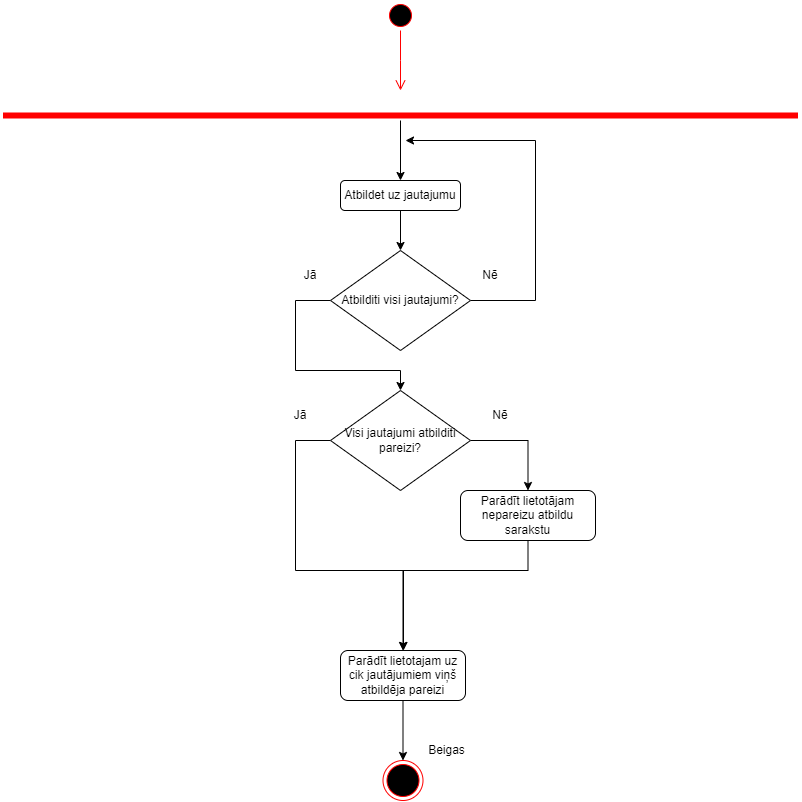 Atbildet uz jautajumu
Jā
Nē
Atbilditi visi jautajumi?
Jā
Nē
Visi jautajumi atbilditi
pareizi?
Parādīt lietotājam
nepareizu atbildu
sarakstu
Parādīt lietotajam uz
cik jautājumiem viņš
atbildēja pareizi
Beigas